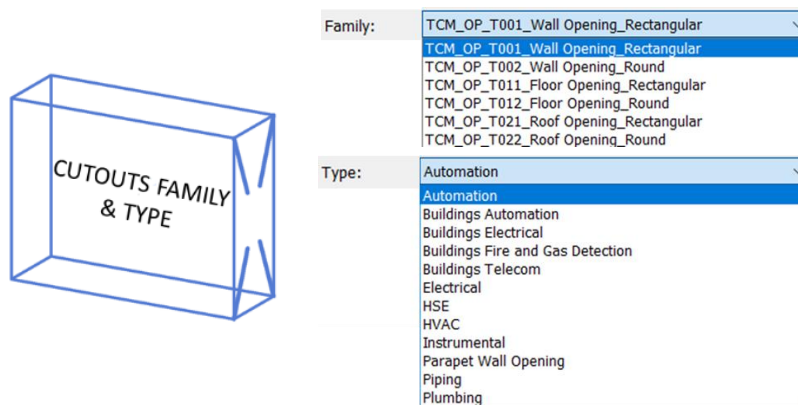 CUTOUTS FAMILY
& TYPE
Family:
TCM_OP_T001_Wall Opening_Rectangular
TCM_OP_T001_Wall Opening_Rectangular
TCM_OP_T002_Wall Opening_Round
TCM_OP_T011_Floor Opening_Rectangular
TCM_OP_T012_Floor Opening_Round
TCM_OP_T021_Roof Opening_Rectangular
TCM_OP_T022_Roof Opening_Round
Type:
Automation
Automation
Buildings Automation
Buildings Electrical
Buildings Fire and Gas Detection
Buildings Telecom
Electrical
HSE
HVAC
Instrumental
Parapet Wall Opening
Piping
Plumbing